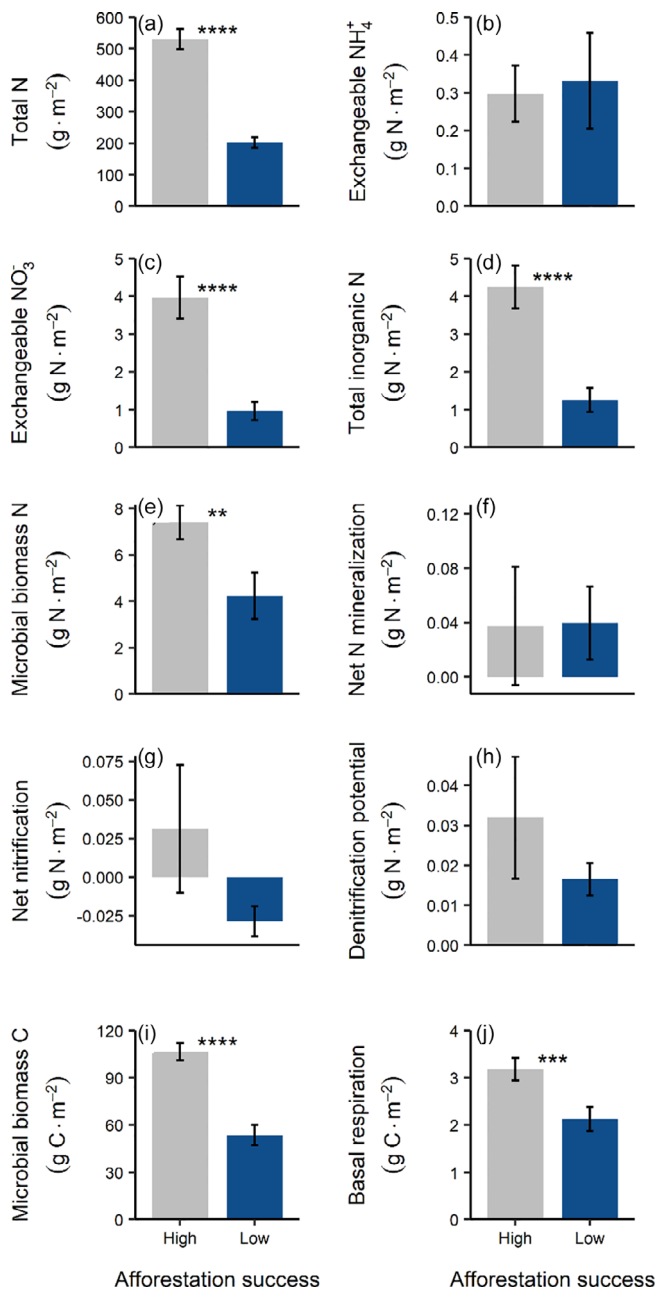 Total N
(g · m⁻²)
600
500
400
300
200
100
0
(a)
****
Exchangeable NH₄⁺
(g N · m⁻²)
0.5
0.4
0.3
0.2
0.1
0.0
(b)
Exchangeable NO₃⁻
(g N · m⁻²)
5
4
3
2
1
0
(c)
****
Total inorganic N
(g N · m⁻²)
5
4
3
2
1
0
(d)
****
Microbial biomass N
(g N · m⁻²)
8
6
4
2
0
(e)
**
Net N mineralization
(g N · m⁻²)
0.12
0.08
0.04
0.00
(f)
Net nitrification
(g N · m⁻²)
0.075
0.050
0.025
0.000
-0.025
(g)
Denitrification potential
(g N · m⁻²)
0.04
0.03
0.02
0.01
0.00
(h)
Microbial biomass C
(g C · m⁻²)
120
90
60
30
0
(i)
****
High Low
Afforestation success
Basal respiration
(g C · m⁻²)
4
3
2
1
0
(j)
***
High Low
Afforestation success